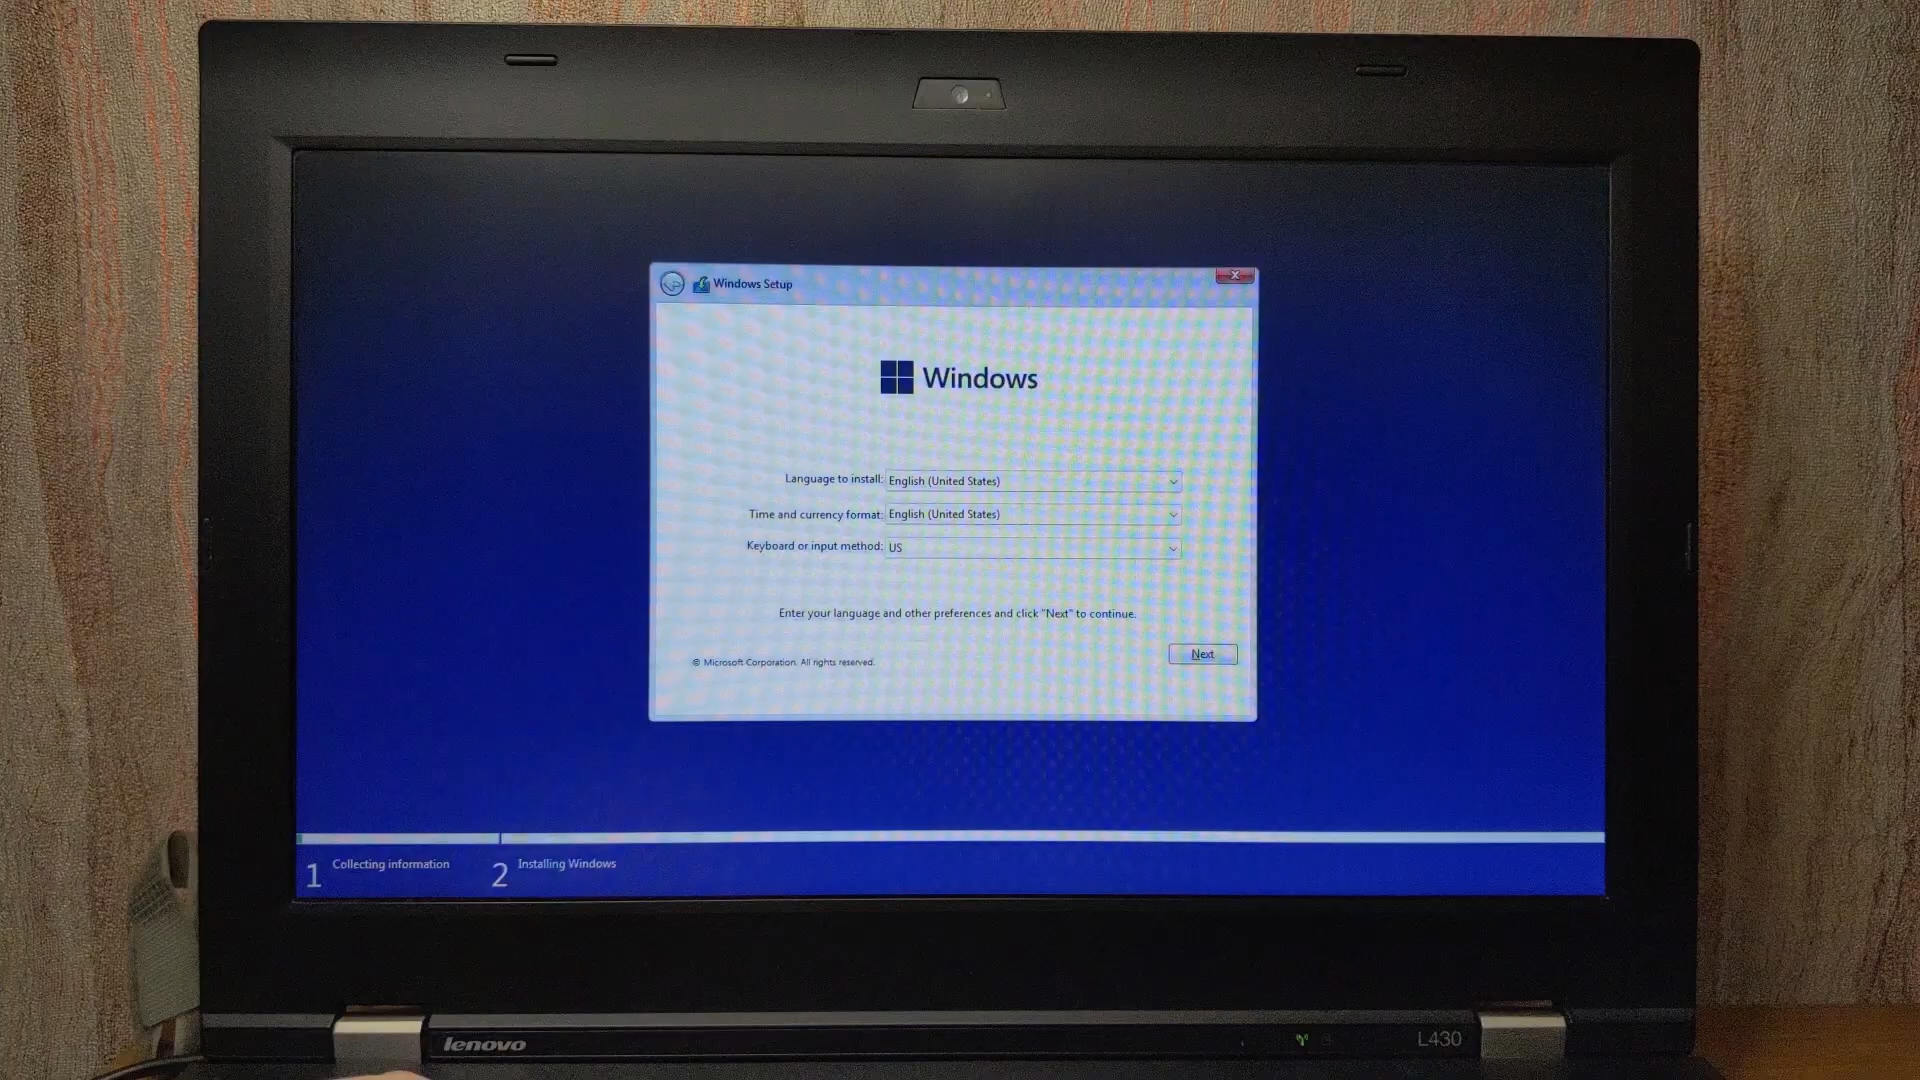 Windows Setup
Windows
Language to install: English (United States)
Time and currency format: English (United States)
Keyboard or input method: US
Enter your language and other preferences and click "Next" to continue.
Next
© Microsoft Corporation. All rights reserved.
1 Collecting information
2 Installing Windows
lenovo
L430